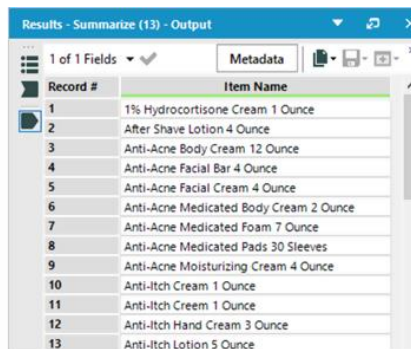 Results - Summarize (13) - Output
1 of 1 Fields Metadata
Record # Item Name
1 1% Hydrocortisone Cream 1 Ounce
2 After Shave Lotion 4 Ounce
3 Anti-Acne Body Cream 12 Ounce
4 Anti-Acne Facial Bar 4 Ounce
5 Anti-Acne Facial Cream 4 Ounce
6 Anti-Acne Medicated Body Cream 2 Ounce
7 Anti-Acne Medicated Foam 7 Ounce
8 Anti-Acne Medicated Pads 30 Sleeves
9 Anti-Acne Moisturizing Cream 4 Ounce
10 Anti-Itch Cream 1 Ounce
11 Anti-Itch Creem 1 Ounce
12 Anti-Itch Hand Cream 3 Ounce
13 Anti-Itch Lotion 5 Ounce